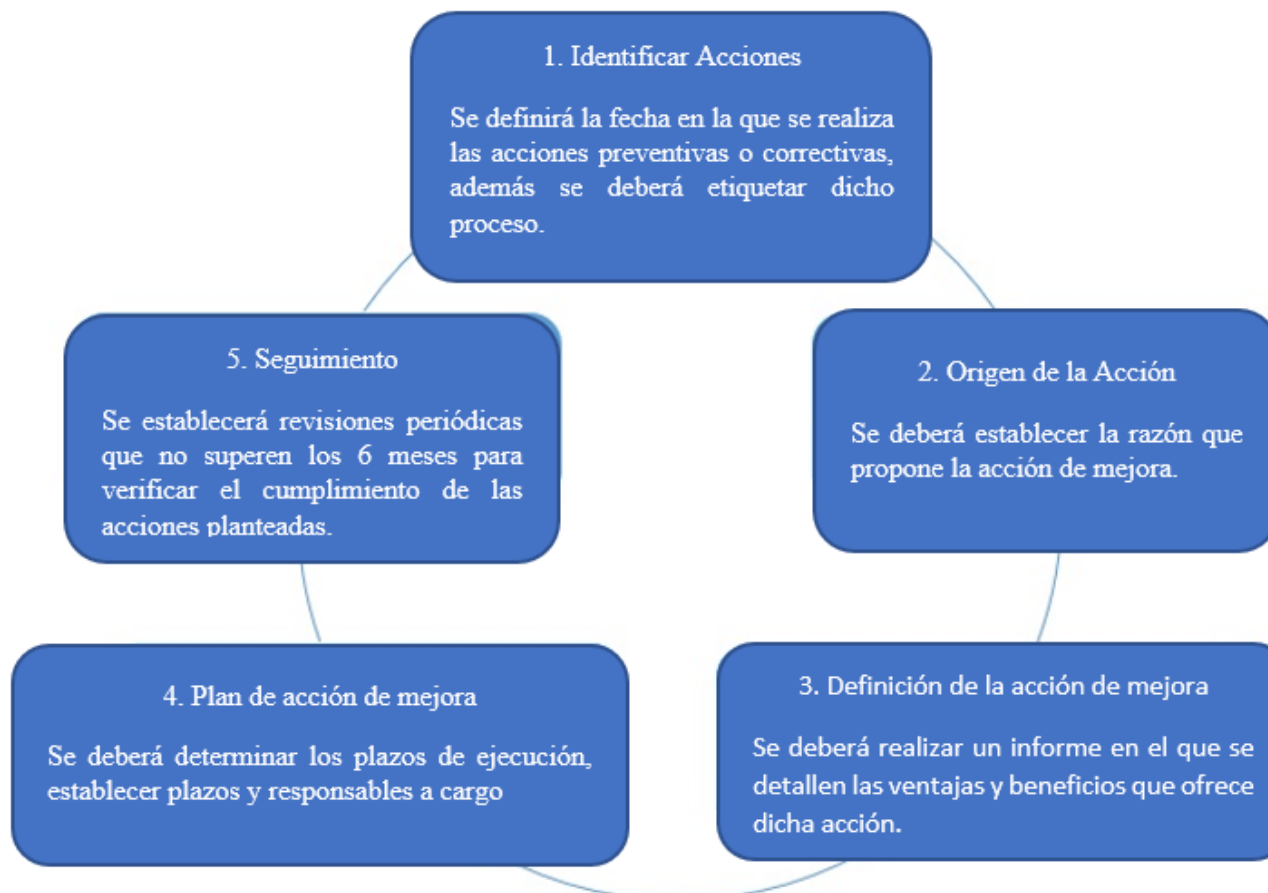 1. Identificar Acciones
Se definirá la fecha en la que se realiza
las acciones preventivas o correctivas,
además se deberá etiquetar dicho
proceso.
2. Origen de la Acción
Se deberá establecer la razón que
propone la acción de mejora.
3. Definición de la acción de mejora
Se deberá realizar un informe en el que se
detallen las ventajas y beneficios que ofrece
dicha acción.
4. Plan de acción de mejora
Se deberá determinar los plazos de ejecución,
establecer plazos y responsables a cargo
5. Seguimiento
Se establecerá revisiones periódicas
que no superen los 6 meses para
verificar el cumplimiento de las
acciones planteadas.